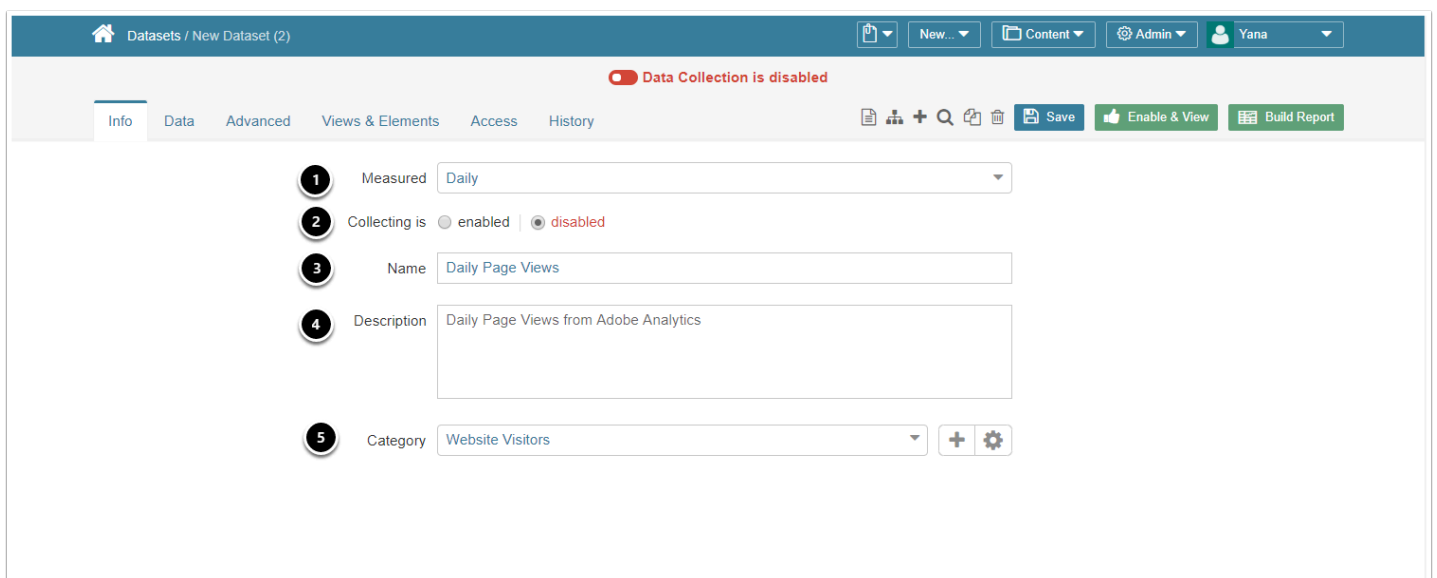 Datasets / New Dataset (2) New... Content Admin Yana
Data Collection is disabled
Info Data Advanced Views & Elements Access History Save Enable & View Build Report
1 Measured Daily
2 Collecting is enabled disabled
3 Name Daily Page Views
4 Description Daily Page Views from Adobe Analytics
5 Category Website Visitors